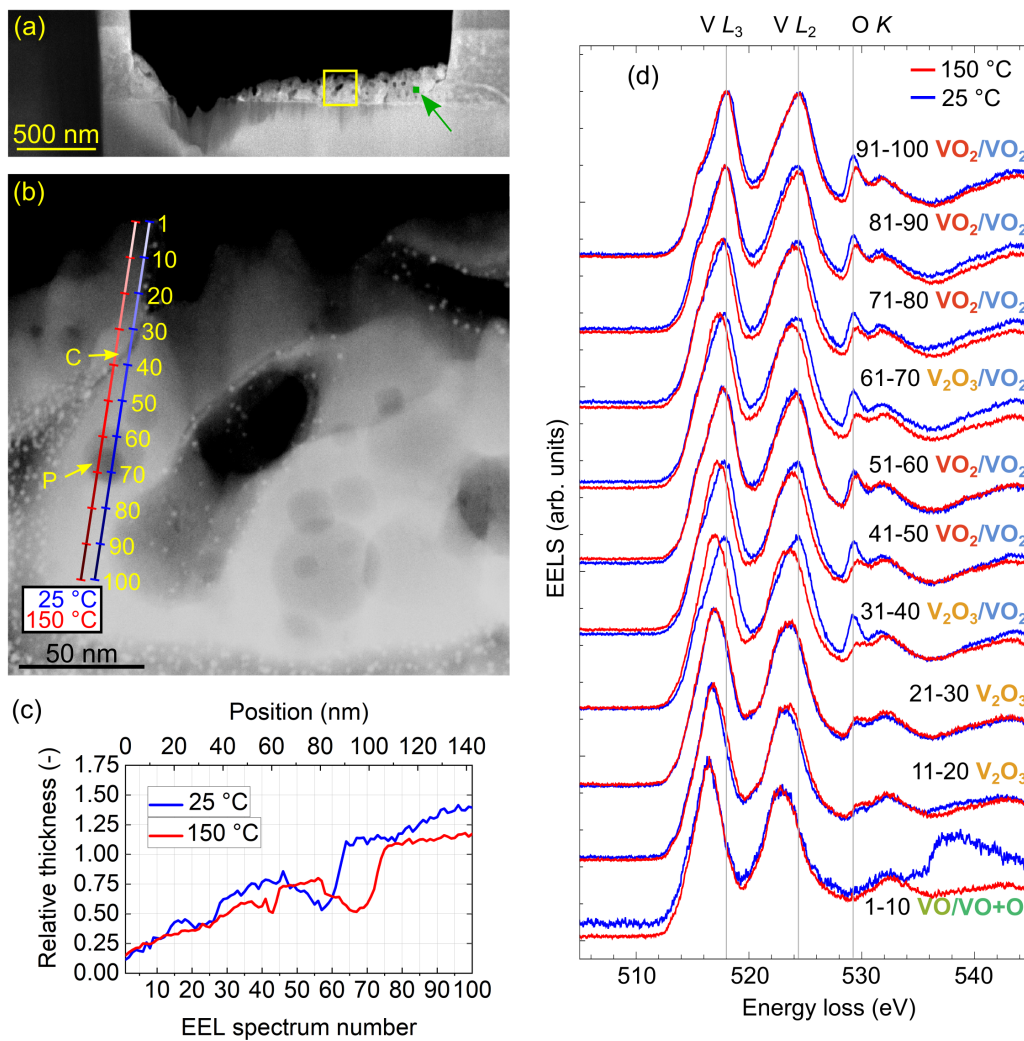 (a)
500 nm
(b)
1
10
20
30
C
40
50
60
P
70
80
90
100
25 °C
150 °C
50 nm
(c)
Position (nm)
0 20 40 60 80 100 120 140
Relative thickness (-)
1.75
1.50
1.25
1.00
0.75
0.50
0.25
0.00
25 °C
150 °C
10 20 30 40 50 60 70 80 90 100
EEL spectrum number
V L3 V L2 O K
(d)
150 °C
25 °C
91-100 VO2/VO2
81-90 VO2/VO2
71-80 VO2/VO2
61-70 V2O3/VO2
51-60 VO2/VO2
41-50 VO2/VO2
31-40 V2O3/VO2
21-30 V2O3
11-20 V2O3
1-10 VO/VO+O
EELS (arb. units)
510 520 530 540
Energy loss (eV)